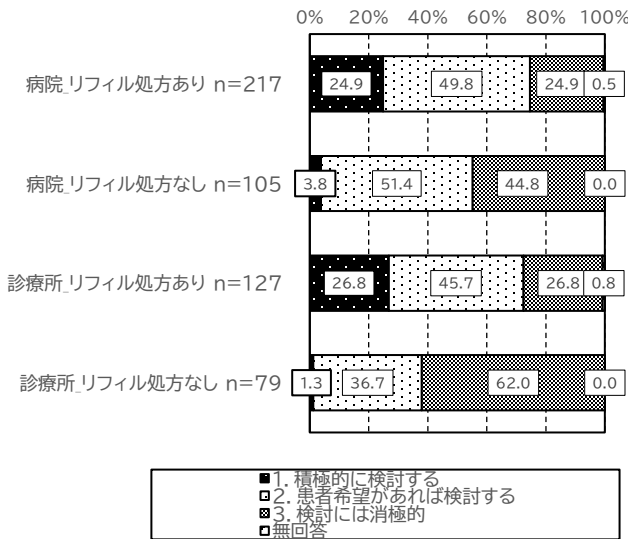 0% 20% 40% 60% 80% 100%
病院_リフィル処方あり n=217 24.9 49.8 24.9 0.5
病院_リフィル処方なし n=105 3.8 51.4 44.8 0.0
診療所_リフィル処方あり n=127 26.8 45.7 26.8 0.8
診療所_リフィル処方なし n=79 1.3 36.7 62.0 0.0
1. 積極的に検討する
2. 患者希望があれば検討する
3. 検討には消極的
無回答